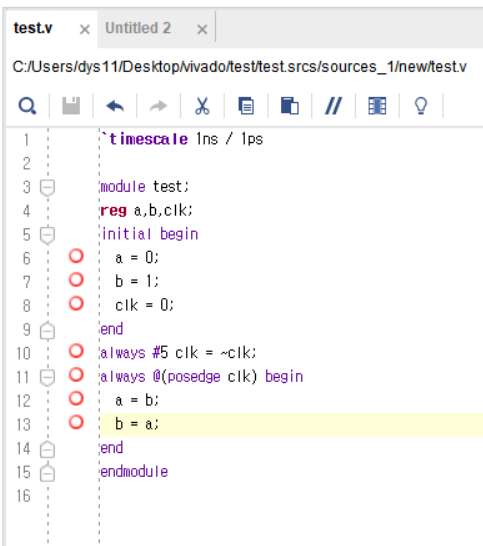 test.v × Untitled 2 ×
C:/Users/dys11/Desktop/vivado/test/test.srcs/sources_1/new/test.v
//
1 `timescale 1ns / 1ps
2
3 module test;
4 reg a,b,clk;
5 initial begin
6 a = 0;
7 b = 1;
8 clk = 0;
9 end
10 always #5 clk = ~clk;
11 always @(posedge clk) begin
12 a = b;
13 b = a;
14 end
15 endmodule
16